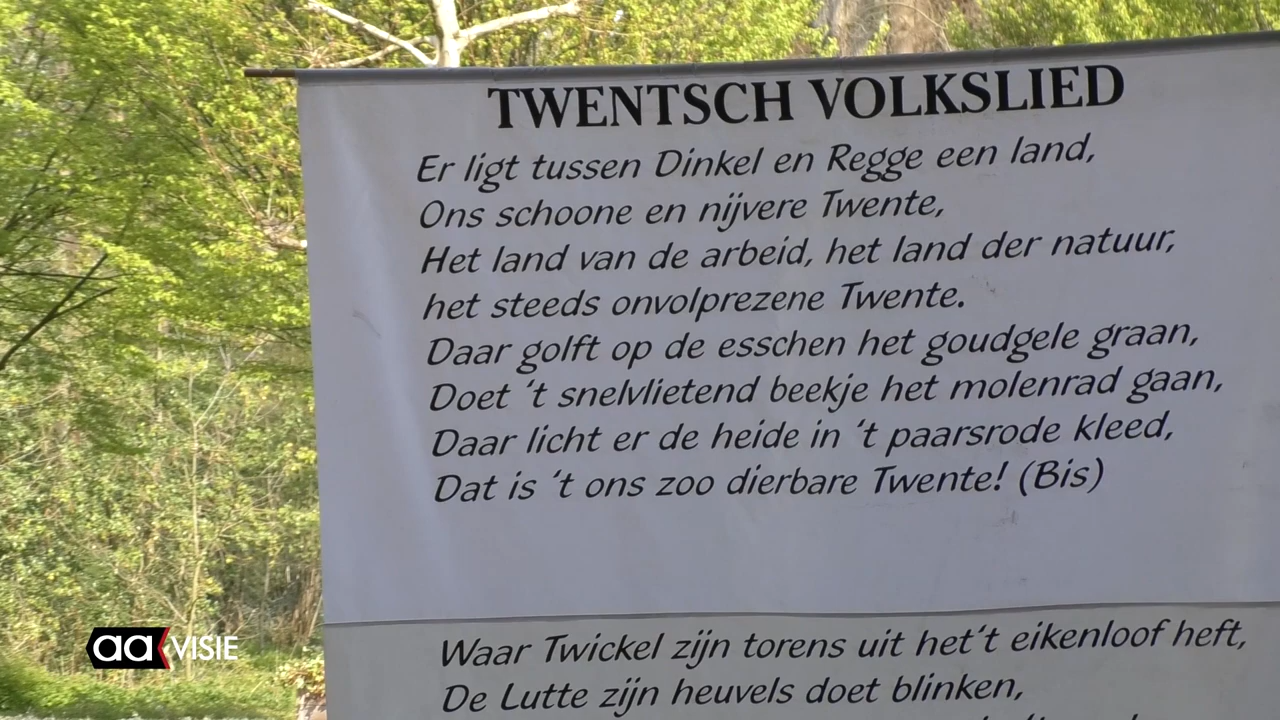 TWENTSCH VOLKSLIED
Er ligt tussen Dinkel en Regge een land,
Ons schoone en nijvere Twente,
Het land van de arbeid, het land der natuur,
het steeds onvolprezene Twente.
Daar golft op de esschen het goudgele graan,
Doet 't snelvlietend beekje het molenrad gaan,
Daar licht er de heide in 't paarsrode kleed,
Dat is 't ons zoo dierbare Twente! (Bis)
Waar Twickel zijn torens uit het't eikenloof heft,
De Lutte zijn heuvels doet blinken,
aa VISIE